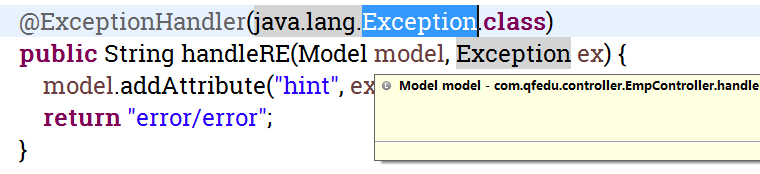 @ExceptionHandler(java.lang.Exception.class)
public String handleRE(Model model, Exception ex) {
model.addAttribute("hint", ex
Model model - com.qfedu.controller.EmpController.handle
return "error/error";
}